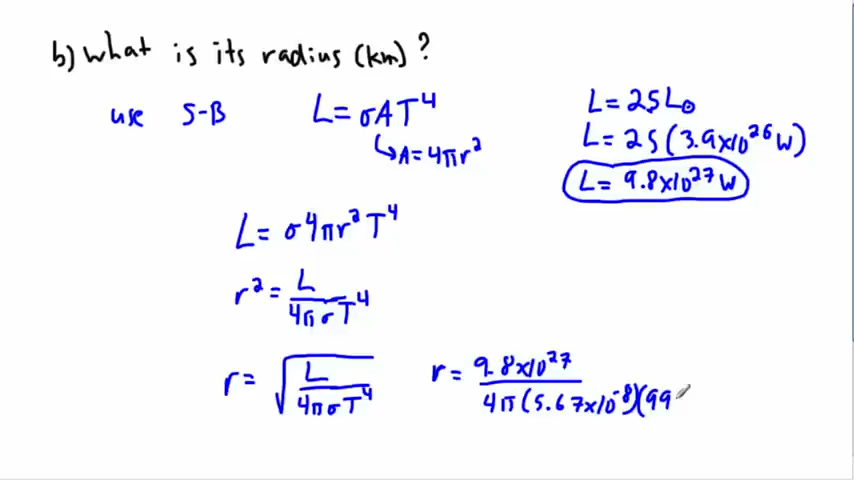 b) What is its radius (km) ?
use S-B L = σAT⁴
↳ A = 4πr²
L = 25L⊙
L = 25 (3.9x10²⁶ W)
L = 9.8x10²⁷ W
L = σ4πr²T⁴
r² = L / 4πσT⁴
r = √(L / 4πσT⁴)
r = 9.8x10²⁷ / 4π(5.67x10⁻⁸)(99